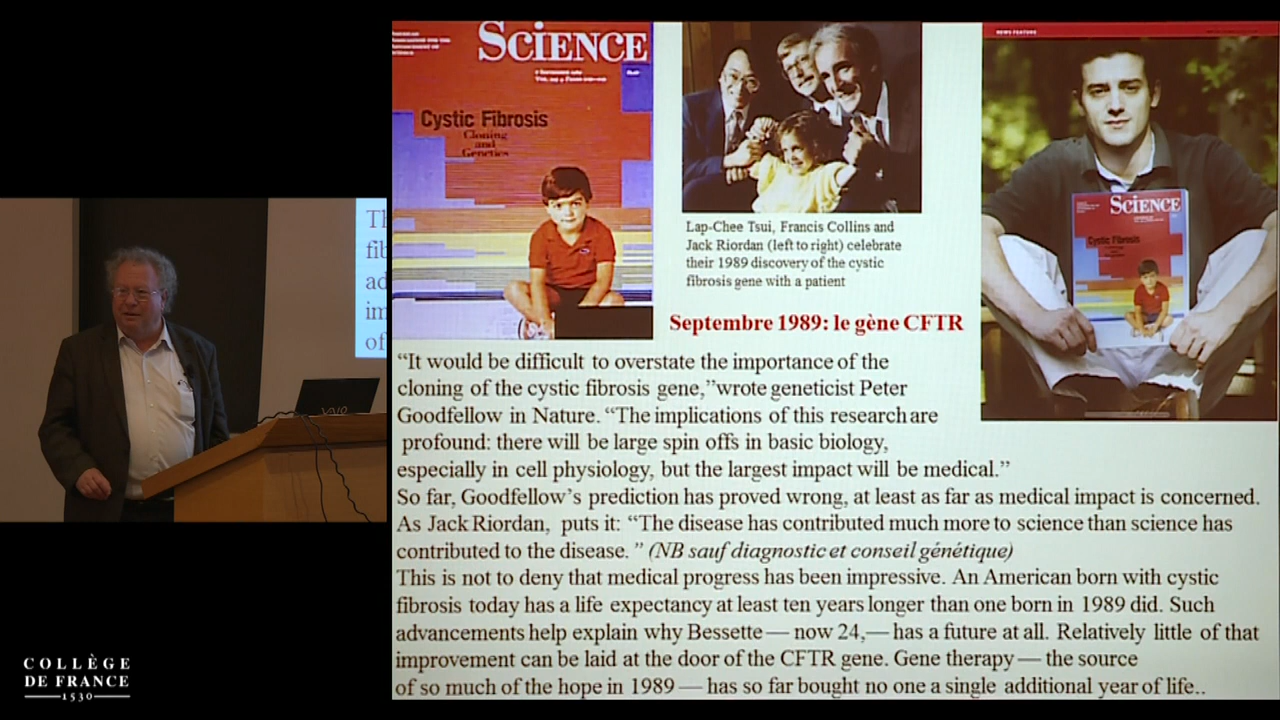 SCIENCE
Cystic Fibrosis
Cloning
and
Genetics
NEWS FEATURE
SCIENCE
Cystic Fibrosis
Lap-Chee Tsui, Francis Collins and
Jack Riordan (left to right) celebrate
their 1989 discovery of the cystic
fibrosis gene with a patient
Septembre 1989: le gène CFTR
“It would be difficult to overstate the importance of the
cloning of the cystic fibrosis gene,”wrote geneticist Peter
Goodfellow in Nature. “The implications of this research are
profound: there will be large spin offs in basic biology,
especially in cell physiology, but the largest impact will be medical.”
So far, Goodfellow’s prediction has proved wrong, at least as far as medical impact is concerned.
As Jack Riordan, puts it: “The disease has contributed much more to science than science has
contributed to the disease. ” (NB sauf diagnostic et conseil génétique)
This is not to deny that medical progress has been impressive. An American born with cystic
fibrosis today has a life expectancy at least ten years longer than one born in 1989 did. Such
advancements help explain why Bessette — now 24,— has a future at all. Relatively little of that
improvement can be laid at the door of the CFTR gene. Gene therapy — the source
of so much of the hope in 1989 — has so far bought no one a single additional year of life..
Th
fib
ad
im
of
VAIO
COLLÈGE
DE FRANCE
1530